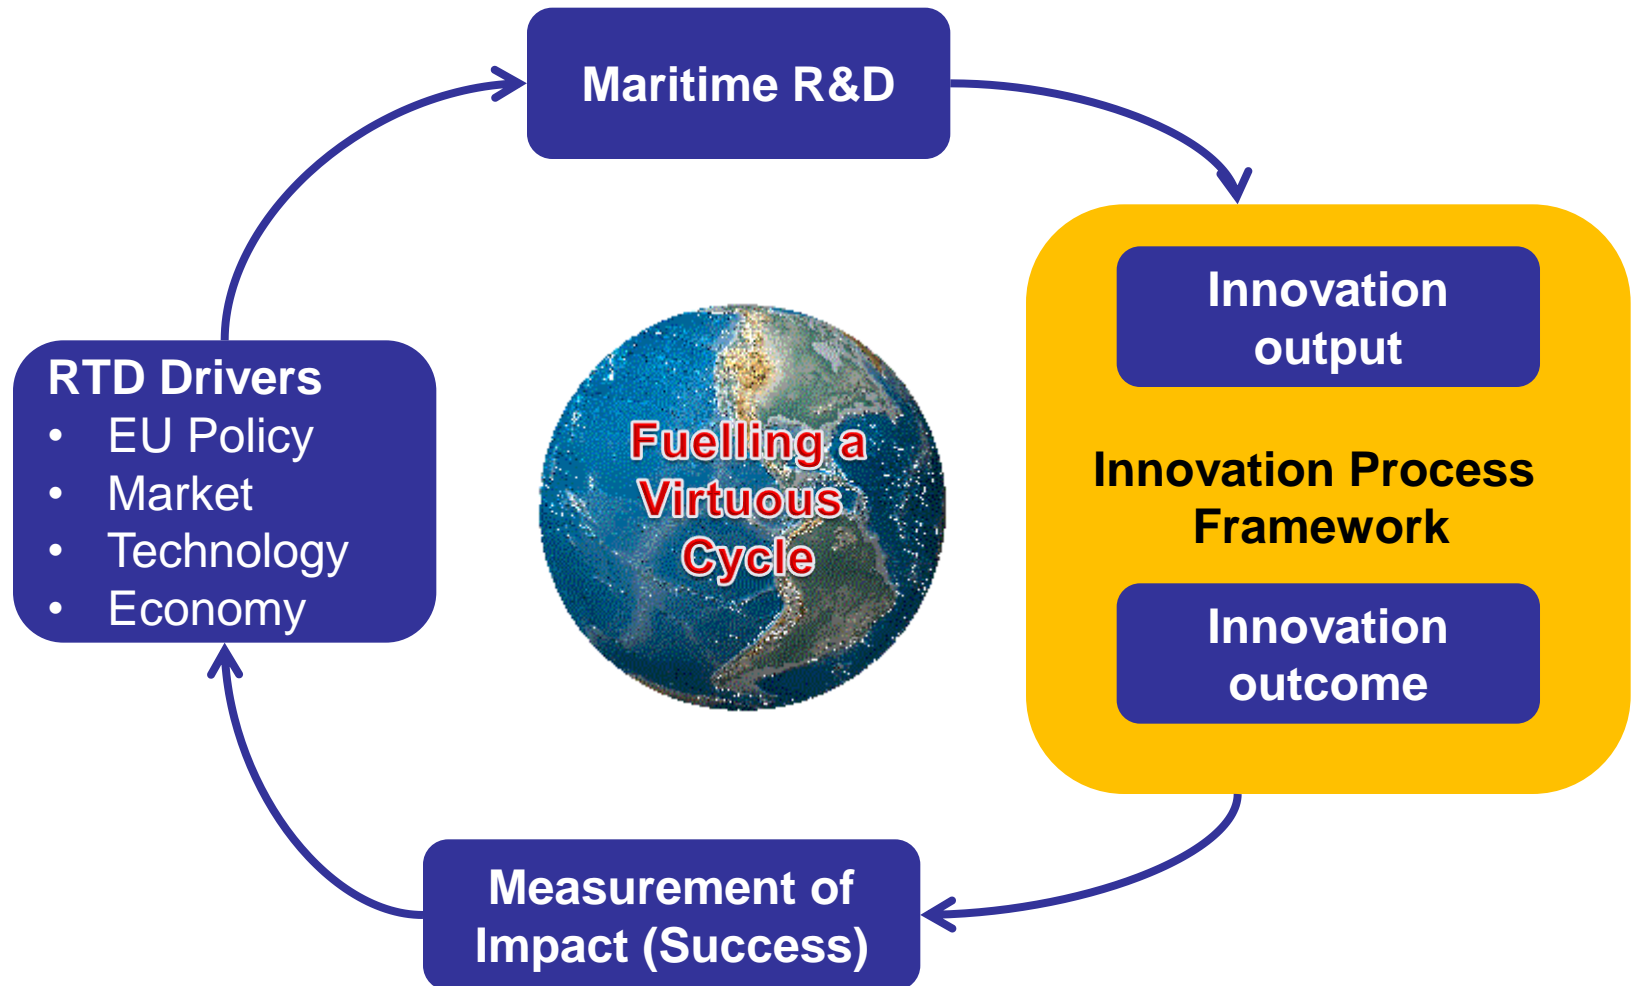 Maritime R&D
Innovation
output
Innovation Process
Framework
Innovation
outcome
Measurement of
Impact (Success)
RTD Drivers
• EU Policy
• Market
• Technology
• Economy
Fuelling a
Virtuous
Cycle